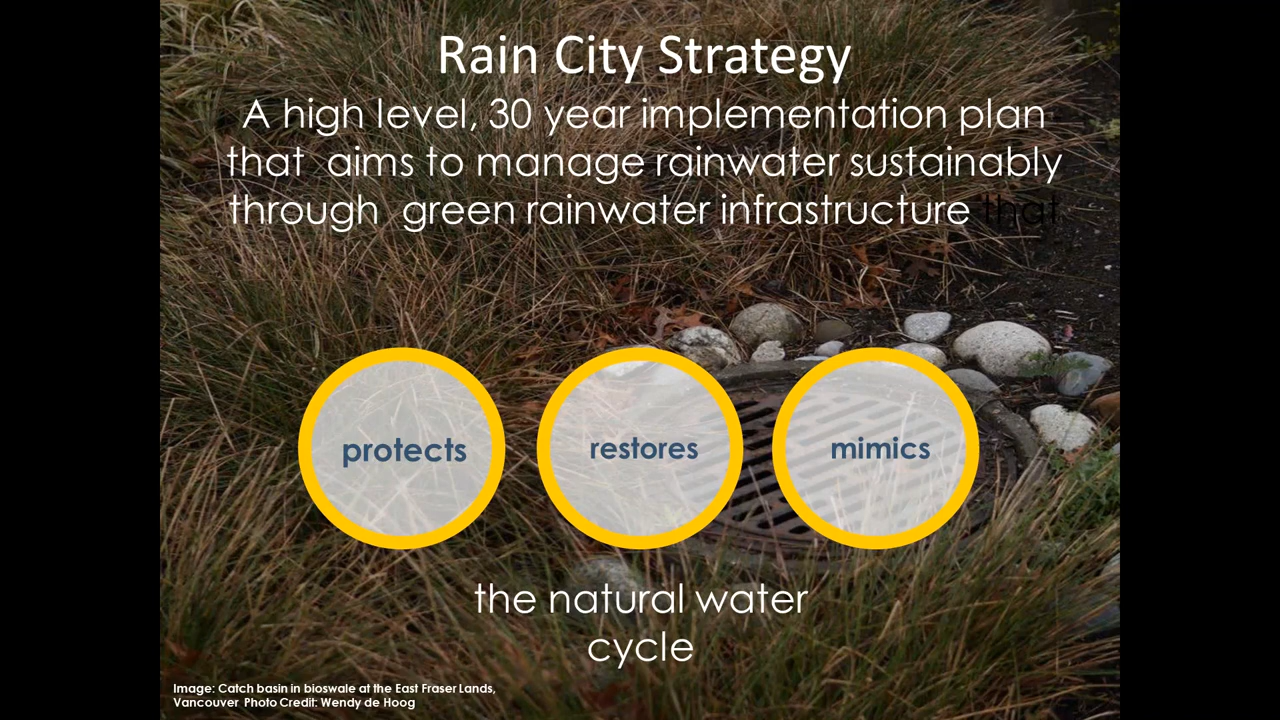 Rain City Strategy
A high level, 30 year implementation plan
that aims to manage rainwater sustainably
through green rainwater infrastructure that
protects
restores
mimics
the natural water
cycle
Image: Catch basin in bioswale at the East Fraser Lands,
Vancouver Photo Credit: Wendy de Hoog